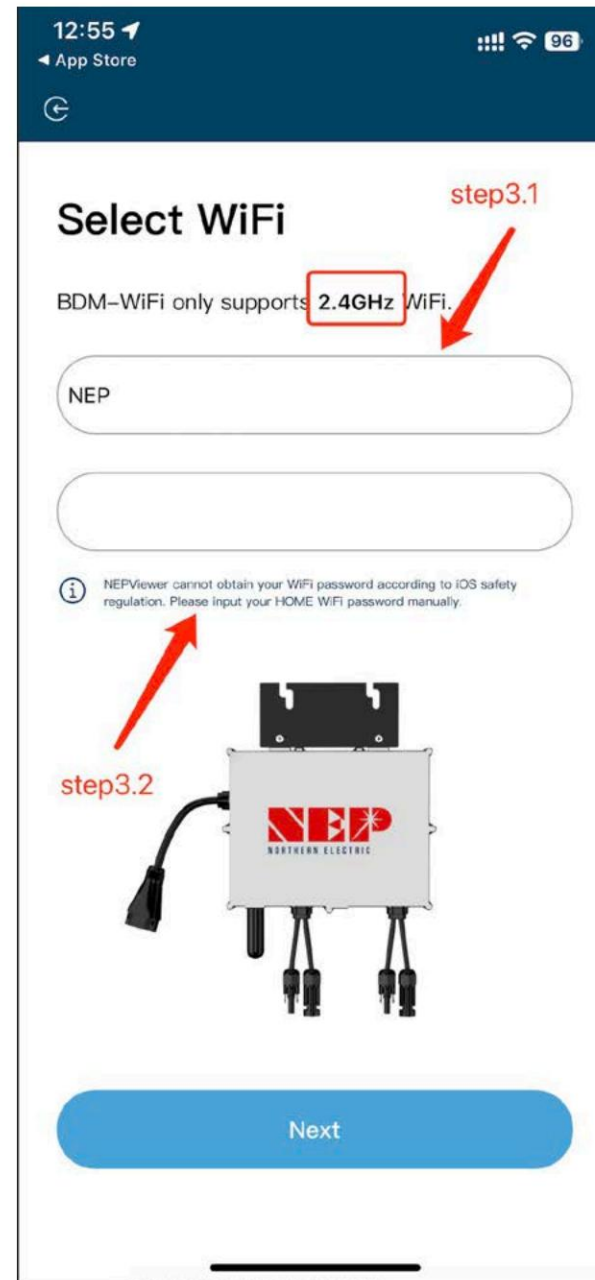 12:55
96
App Store
step3.1
Select WiFi
BDM-WiFi only supports 2.4GHz WiFi.
NEP
NEPViewer cannot obtain your WiFi password according to iOS safety
regulation. Please input your HOME WiFi password manually.
step3.2
NEP
NORTHERN ELECTRIC
Next